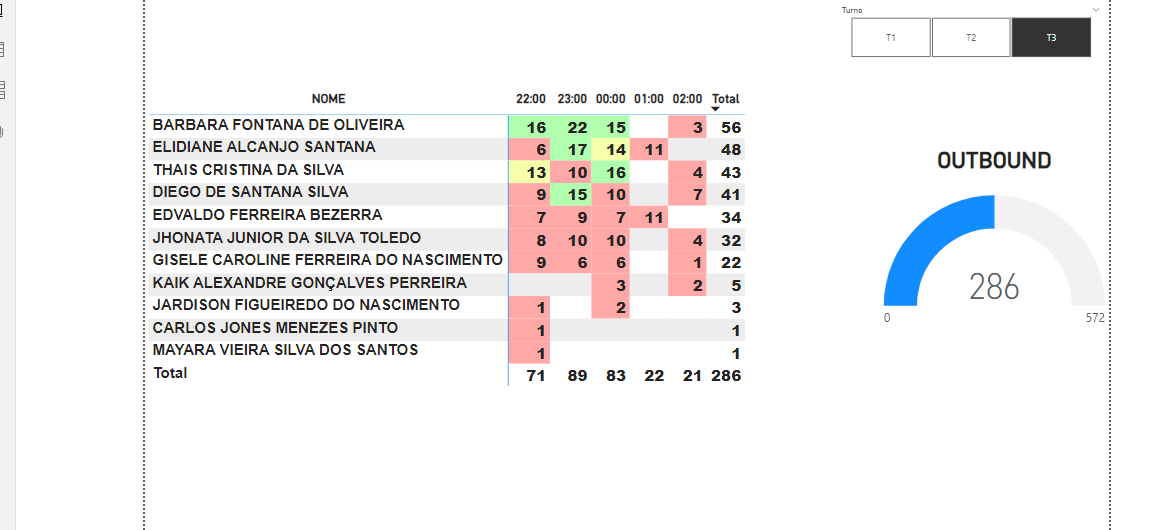 Turno
T1 T2 T3
NOME 22:00 23:00 00:00 01:00 02:00 Total
BARBARA FONTANA DE OLIVEIRA 16 22 15 3 56
ELIDIANE ALCANJO SANTANA 6 17 14 11 48
THAIS CRISTINA DA SILVA 13 10 16 4 43
DIEGO DE SANTANA SILVA 9 15 10 7 41
EDVALDO FERREIRA BEZERRA 7 9 7 11 34
JHONATA JUNIOR DA SILVA TOLEDO 8 10 10 4 32
GISELE CAROLINE FERREIRA DO NASCIMENTO 9 6 6 1 22
KAIK ALEXANDRE GONÇALVES PERREIRA 3 2 5
JARDISON FIGUEIREDO DO NASCIMENTO 1 2 3
CARLOS JONES MENEZES PINTO 1 1
MAYARA VIEIRA SILVA DOS SANTOS 1 1
Total 71 89 83 22 21 286
OUTBOUND
286
0 572